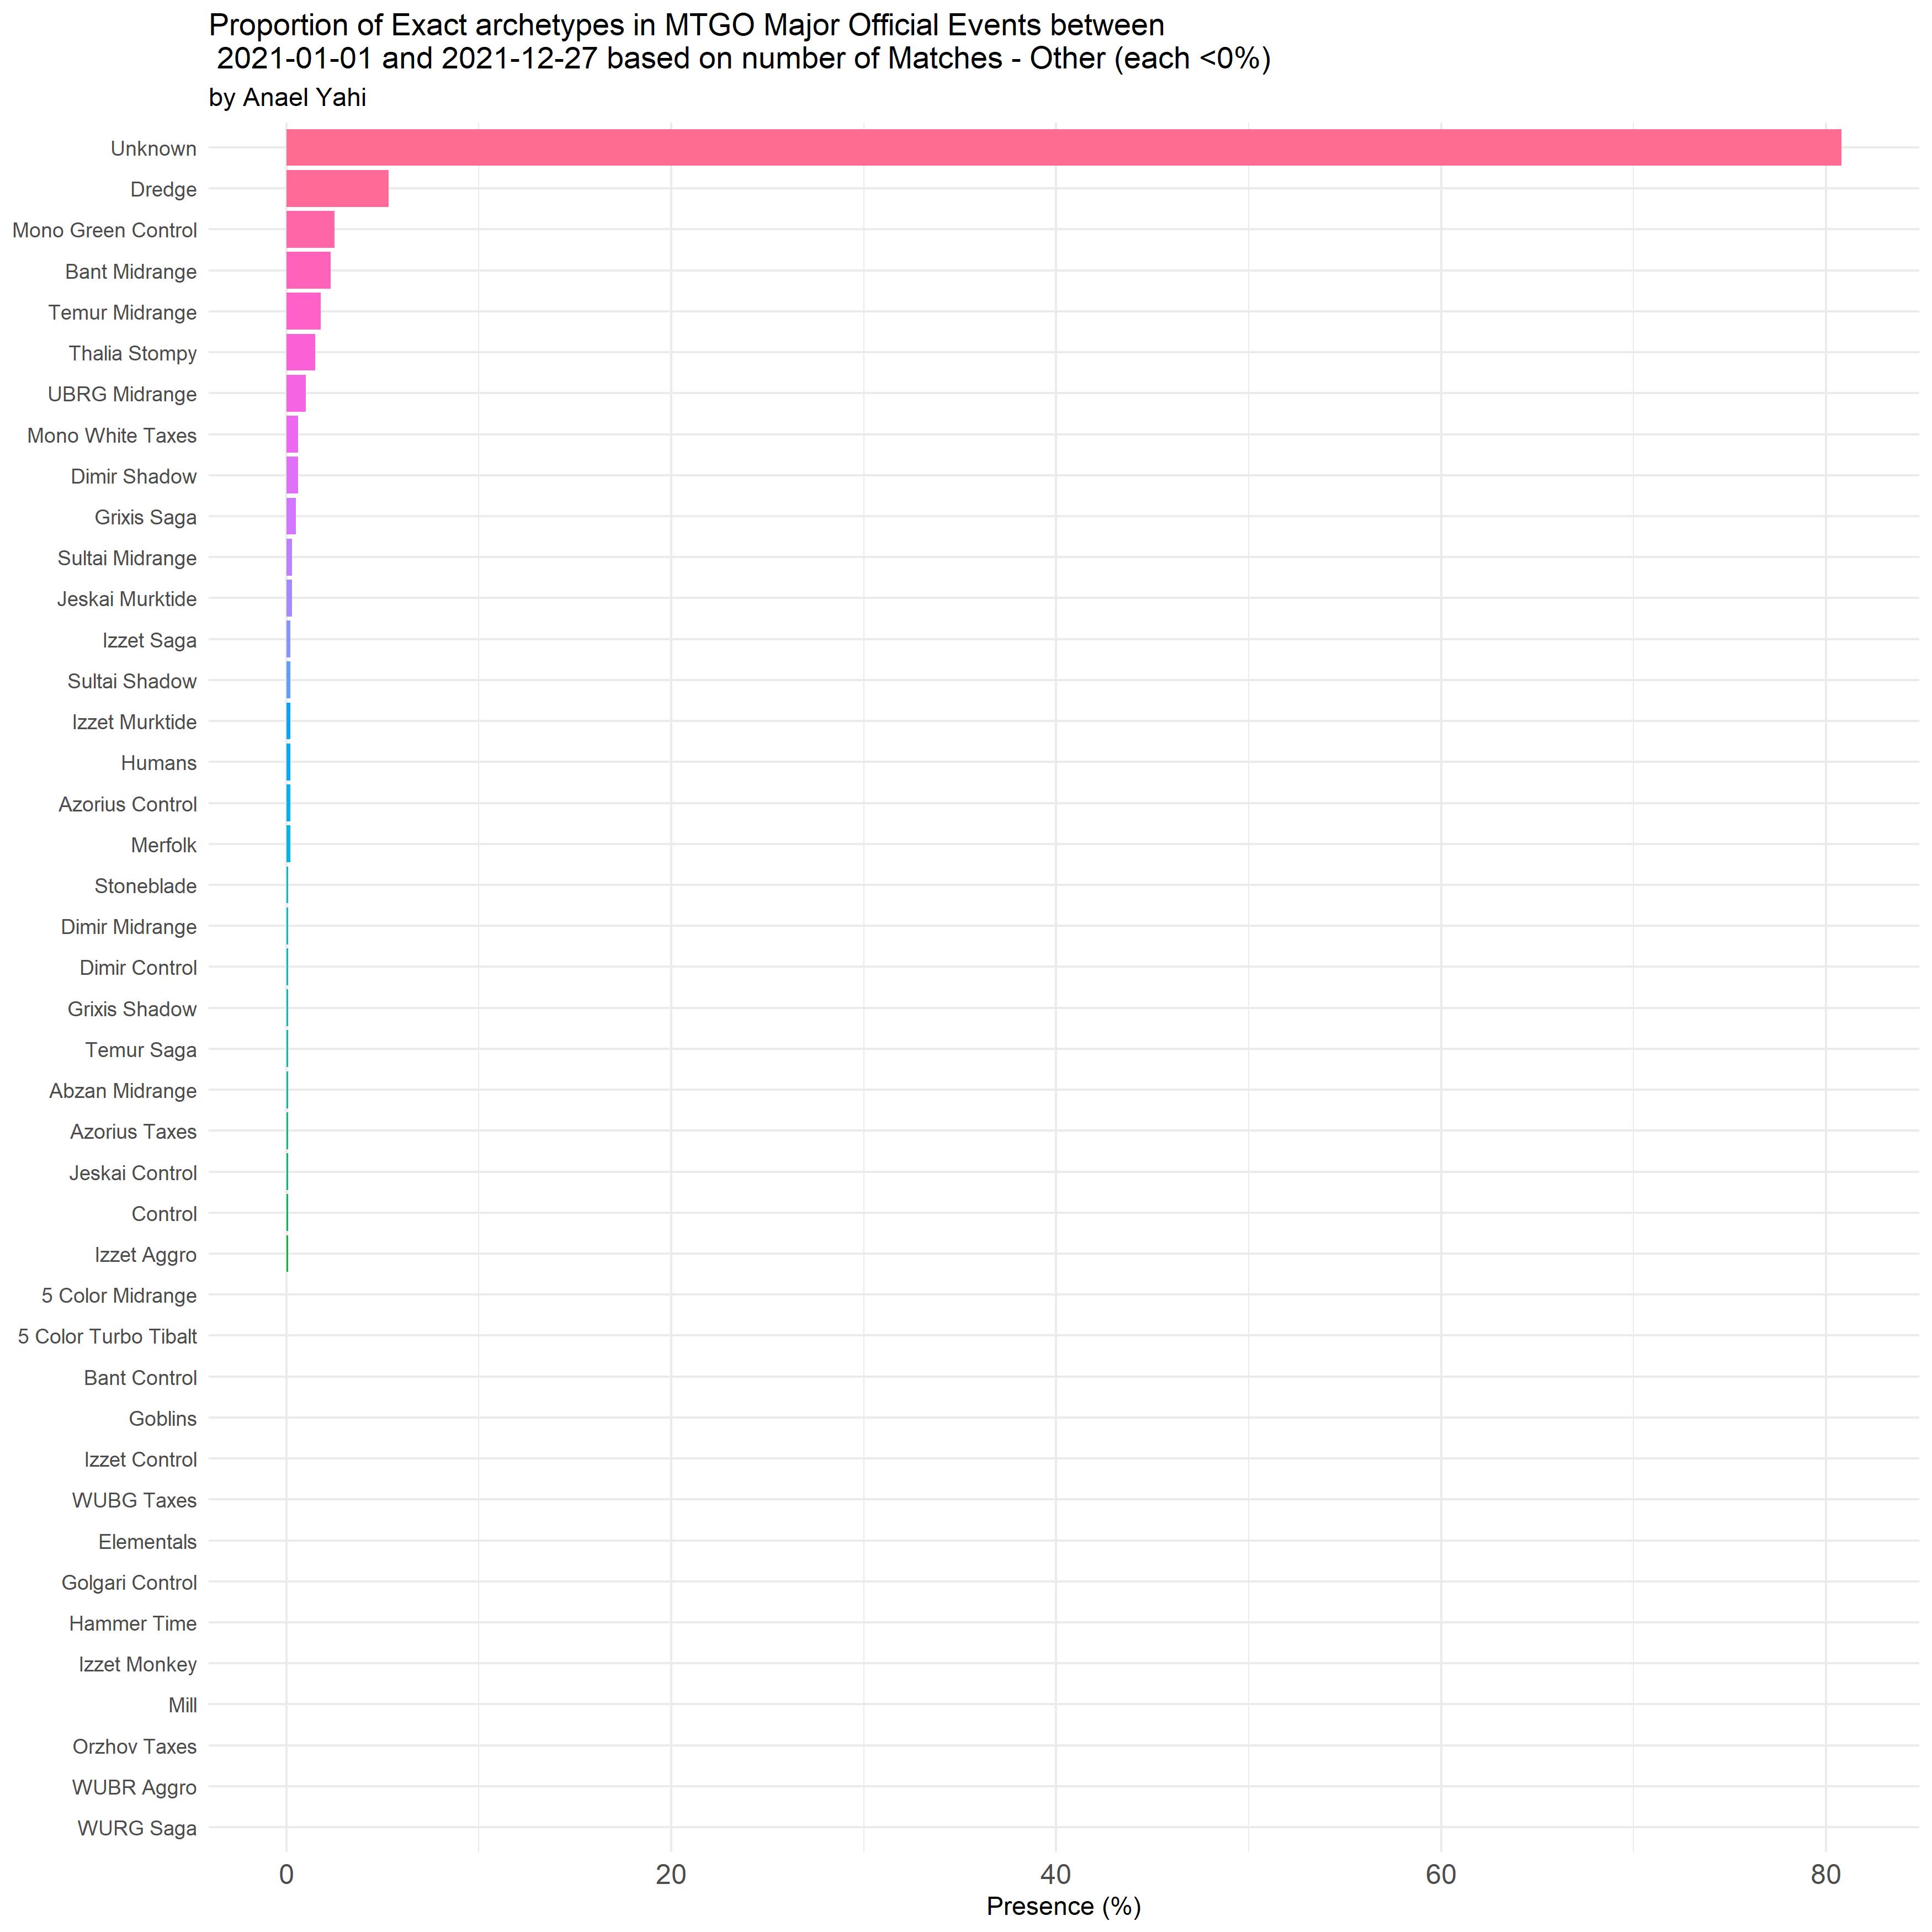 Proportion of Exact archetypes in MTGO Major Official Events between
2021-01-01 and 2021-12-27 based on number of Matches - Other (each <0%)
by Anael Yahi
Unknown
Dredge
Mono Green Control
Bant Midrange
Temur Midrange
Thalia Stompy
UBRG Midrange
Mono White Taxes
Dimir Shadow
Grixis Saga
Sultai Midrange
Jeskai Murktide
Izzet Saga
Sultai Shadow
Izzet Murktide
Humans
Azorius Control
Merfolk
Stoneblade
Dimir Midrange
Dimir Control
Grixis Shadow
Temur Saga
Abzan Midrange
Azorius Taxes
Jeskai Control
Control
Izzet Aggro
5 Color Midrange
5 Color Turbo Tibalt
Bant Control
Goblins
Izzet Control
WUBG Taxes
Elementals
Golgari Control
Hammer Time
Izzet Monkey
Mill
Orzhov Taxes
WUBR Aggro
WURG Saga
0 20 40 60 80
Presence (%)